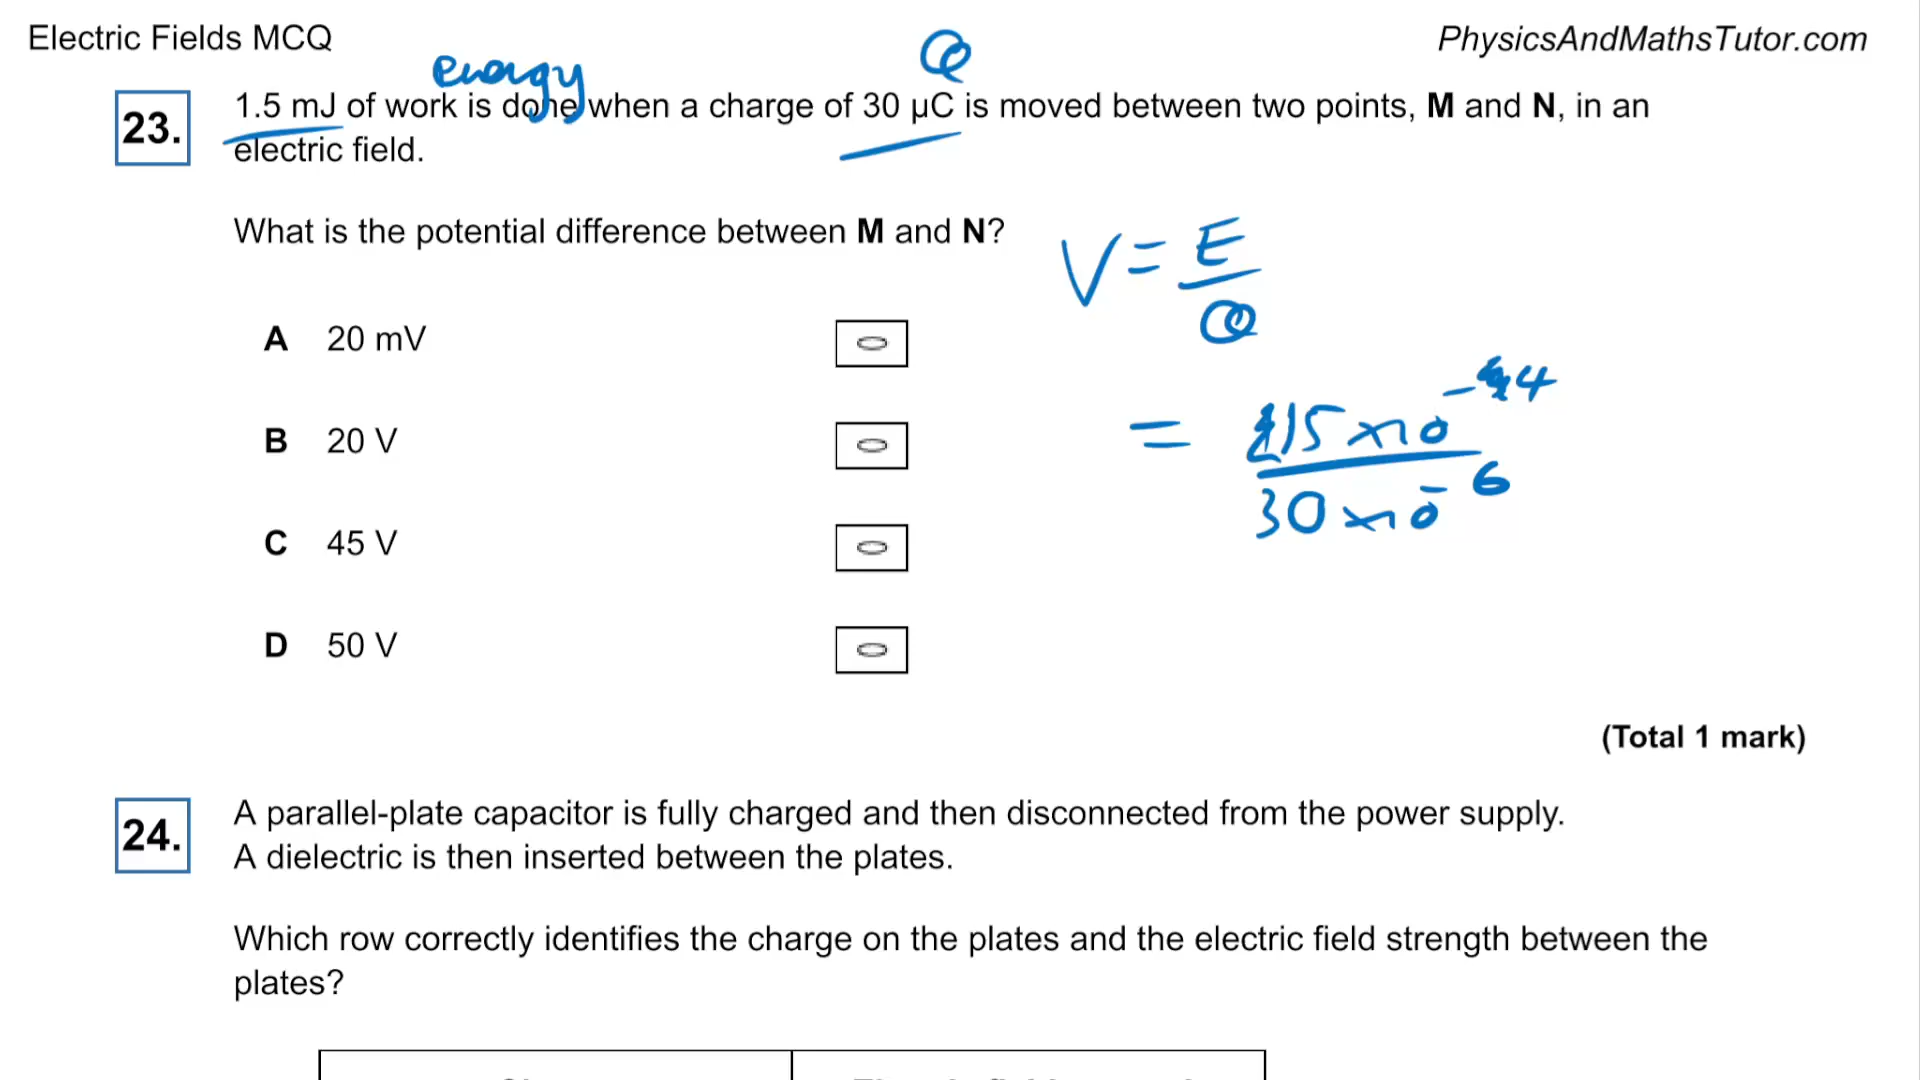 Electric Fields MCQ
PhysicsAndMathsTutor.com
energy
Q
23.
1.5 mJ of work is done when a charge of 30 µC is moved between two points, M and N, in an
electric field.
What is the potential difference between M and N?
V = E / Q
A 20 mV
= 15 × 10^-4 / 30 × 10^-6
B 20 V
C 45 V
D 50 V
(Total 1 mark)
24.
A parallel-plate capacitor is fully charged and then disconnected from the power supply.
A dielectric is then inserted between the plates.
Which row correctly identifies the charge on the plates and the electric field strength between the
plates?